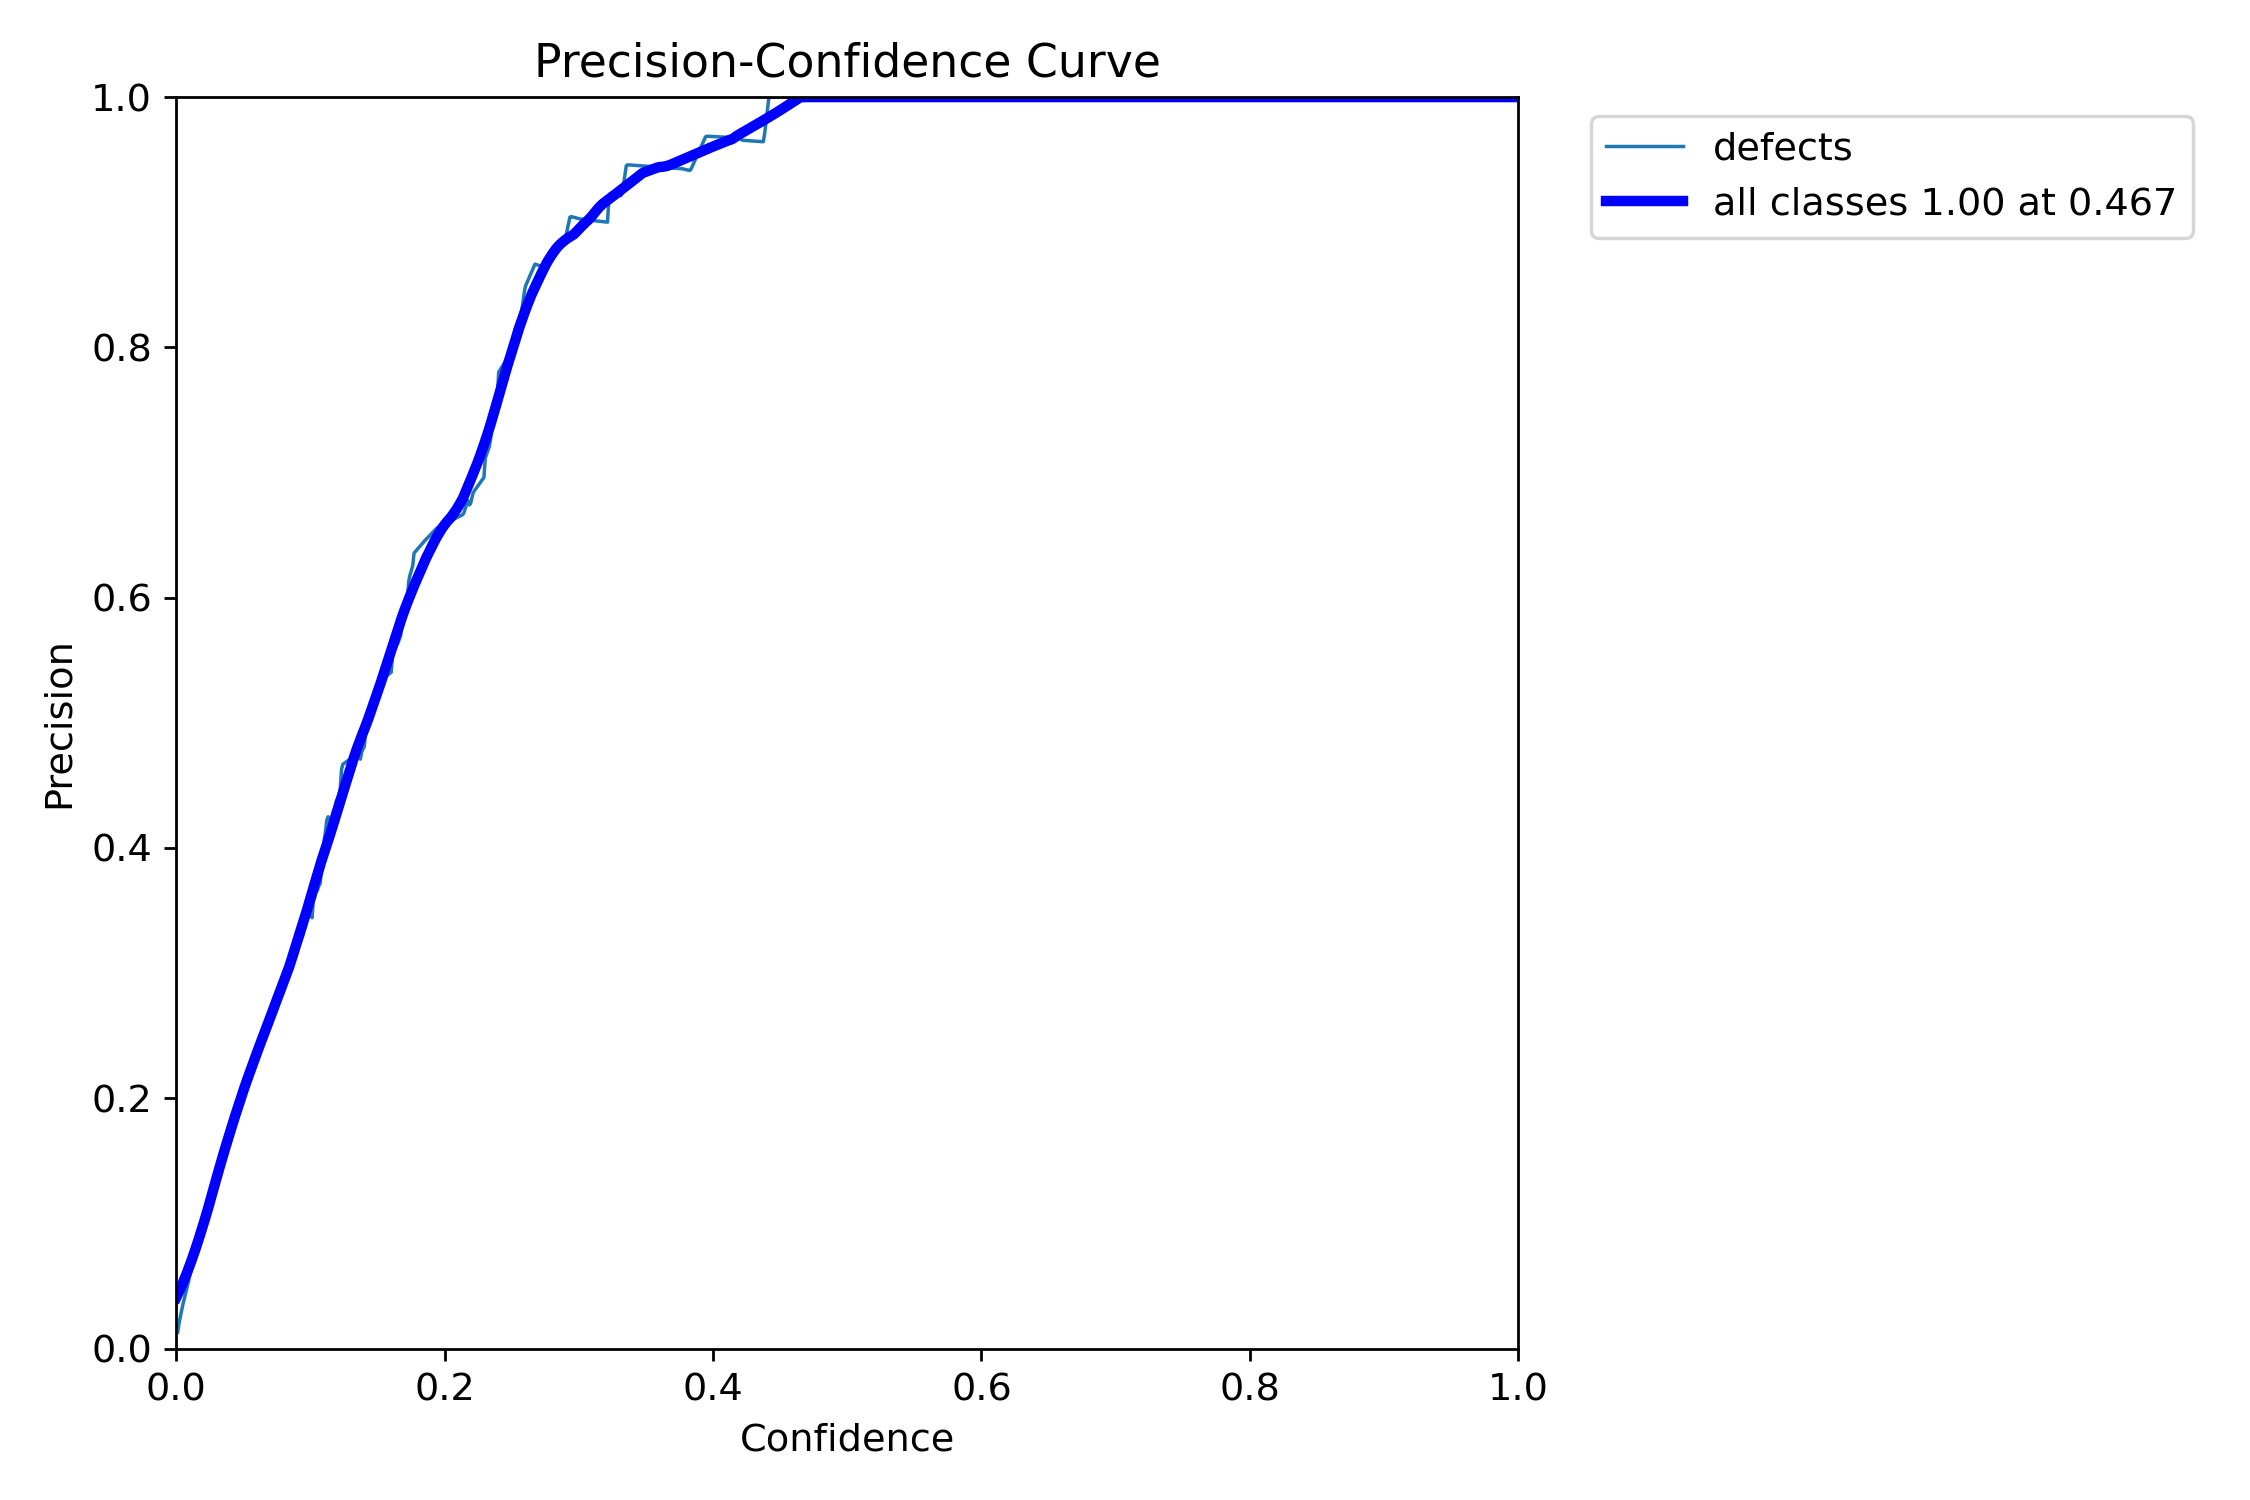 Precision-Confidence Curve
1.0
0.8
0.6
0.4
0.2
0.0
Precision
0.0 0.2 0.4 0.6 0.8 1.0
Confidence
defects
all classes 1.00 at 0.467